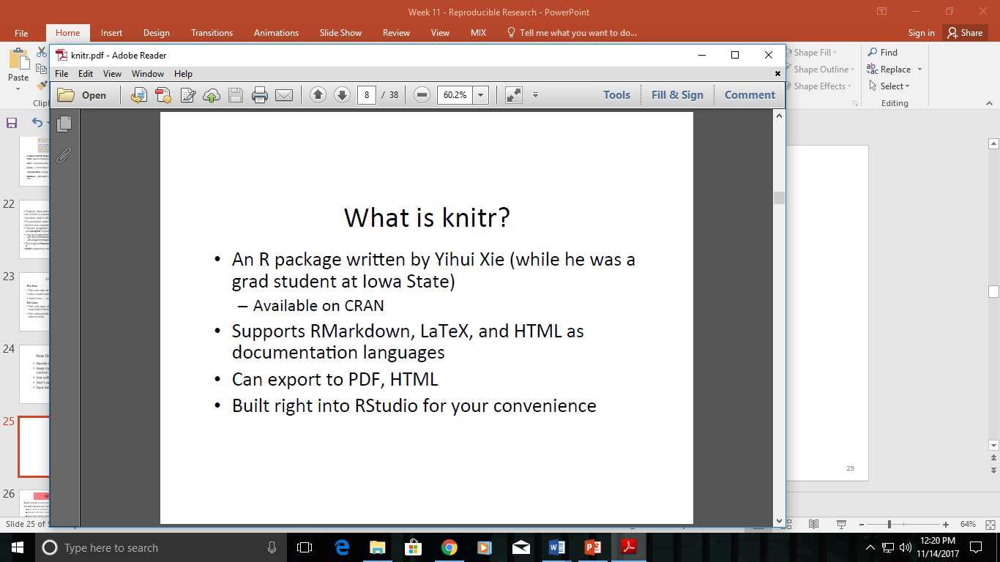 Week 11 - Reproducible Research - PowerPoint
File Home Insert Design Transitions Animations Slide Show Review View MIX Tell me what you want to do... Sign in Share
knitr.pdf - Adobe Reader
File Edit View Window Help
Open 8 / 38 60.2% Tools Fill & Sign Comment
Paste
Shape Fill
Shape Outline
Shape Effects
Find
Replace
Select
Editing
22
23
24
25
26
What is knitr?
• An R package written by Yihui Xie (while he was a
grad student at Iowa State)
– Available on CRAN
• Supports RMarkdown, LaTeX, and HTML as
documentation languages
• Can export to PDF, HTML
• Built right into RStudio for your convenience
25
Slide 25 of
64%
Type here to search
12:20 PM
11/14/2017